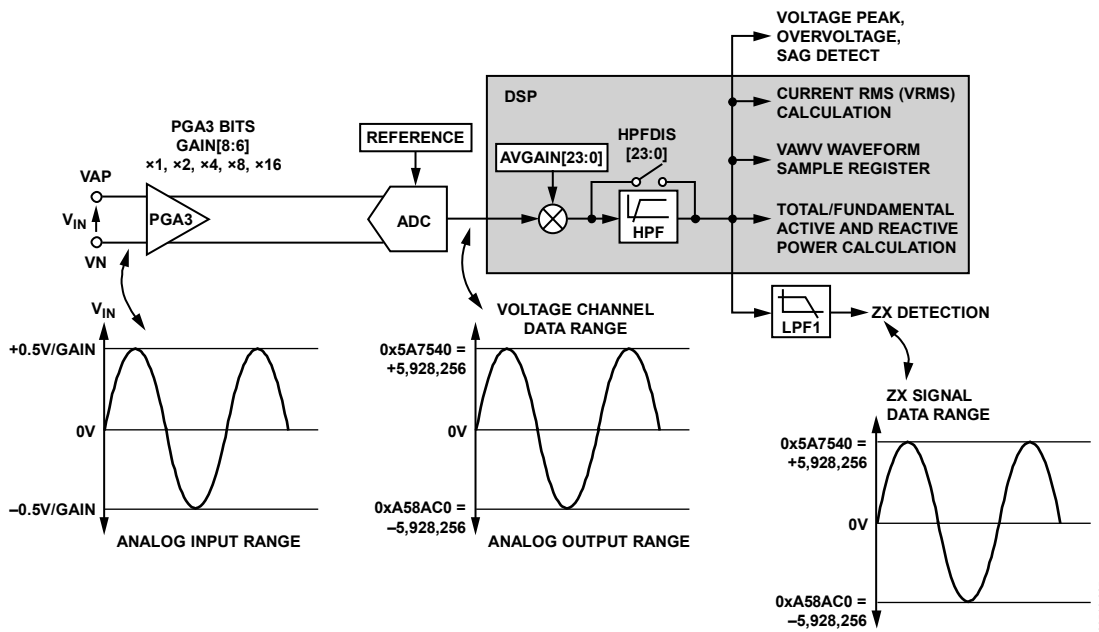 VOLTAGE PEAK,
OVERVOLTAGE,
SAG DETECT
DSP
CURRENT RMS (VRMS)
CALCULATION
PGA3 BITS
GAIN[8:6]
×1, ×2, ×4, ×8, ×16
REFERENCE
HPFDIS
[23:0]
AVGAIN[23:0]
VAWV WAVEFORM
SAMPLE REGISTER
VAP
PGA3
ADC
HPF
TOTAL/FUNDAMENTAL
ACTIVE AND REACTIVE
POWER CALCULATION
VIN
VN
VIN
VOLTAGE CHANNEL
DATA RANGE
LPF1
ZX DETECTION
+0.5V/GAIN
0V
–0.5V/GAIN
ANALOG INPUT RANGE
0x5A7540 =
+5,928,256
0V
0xA58AC0 =
–5,928,256
ANALOG OUTPUT RANGE
ZX SIGNAL
DATA RANGE
0x5A7540 =
+5,928,256
0V
0xA58AC0 =
–5,928,256